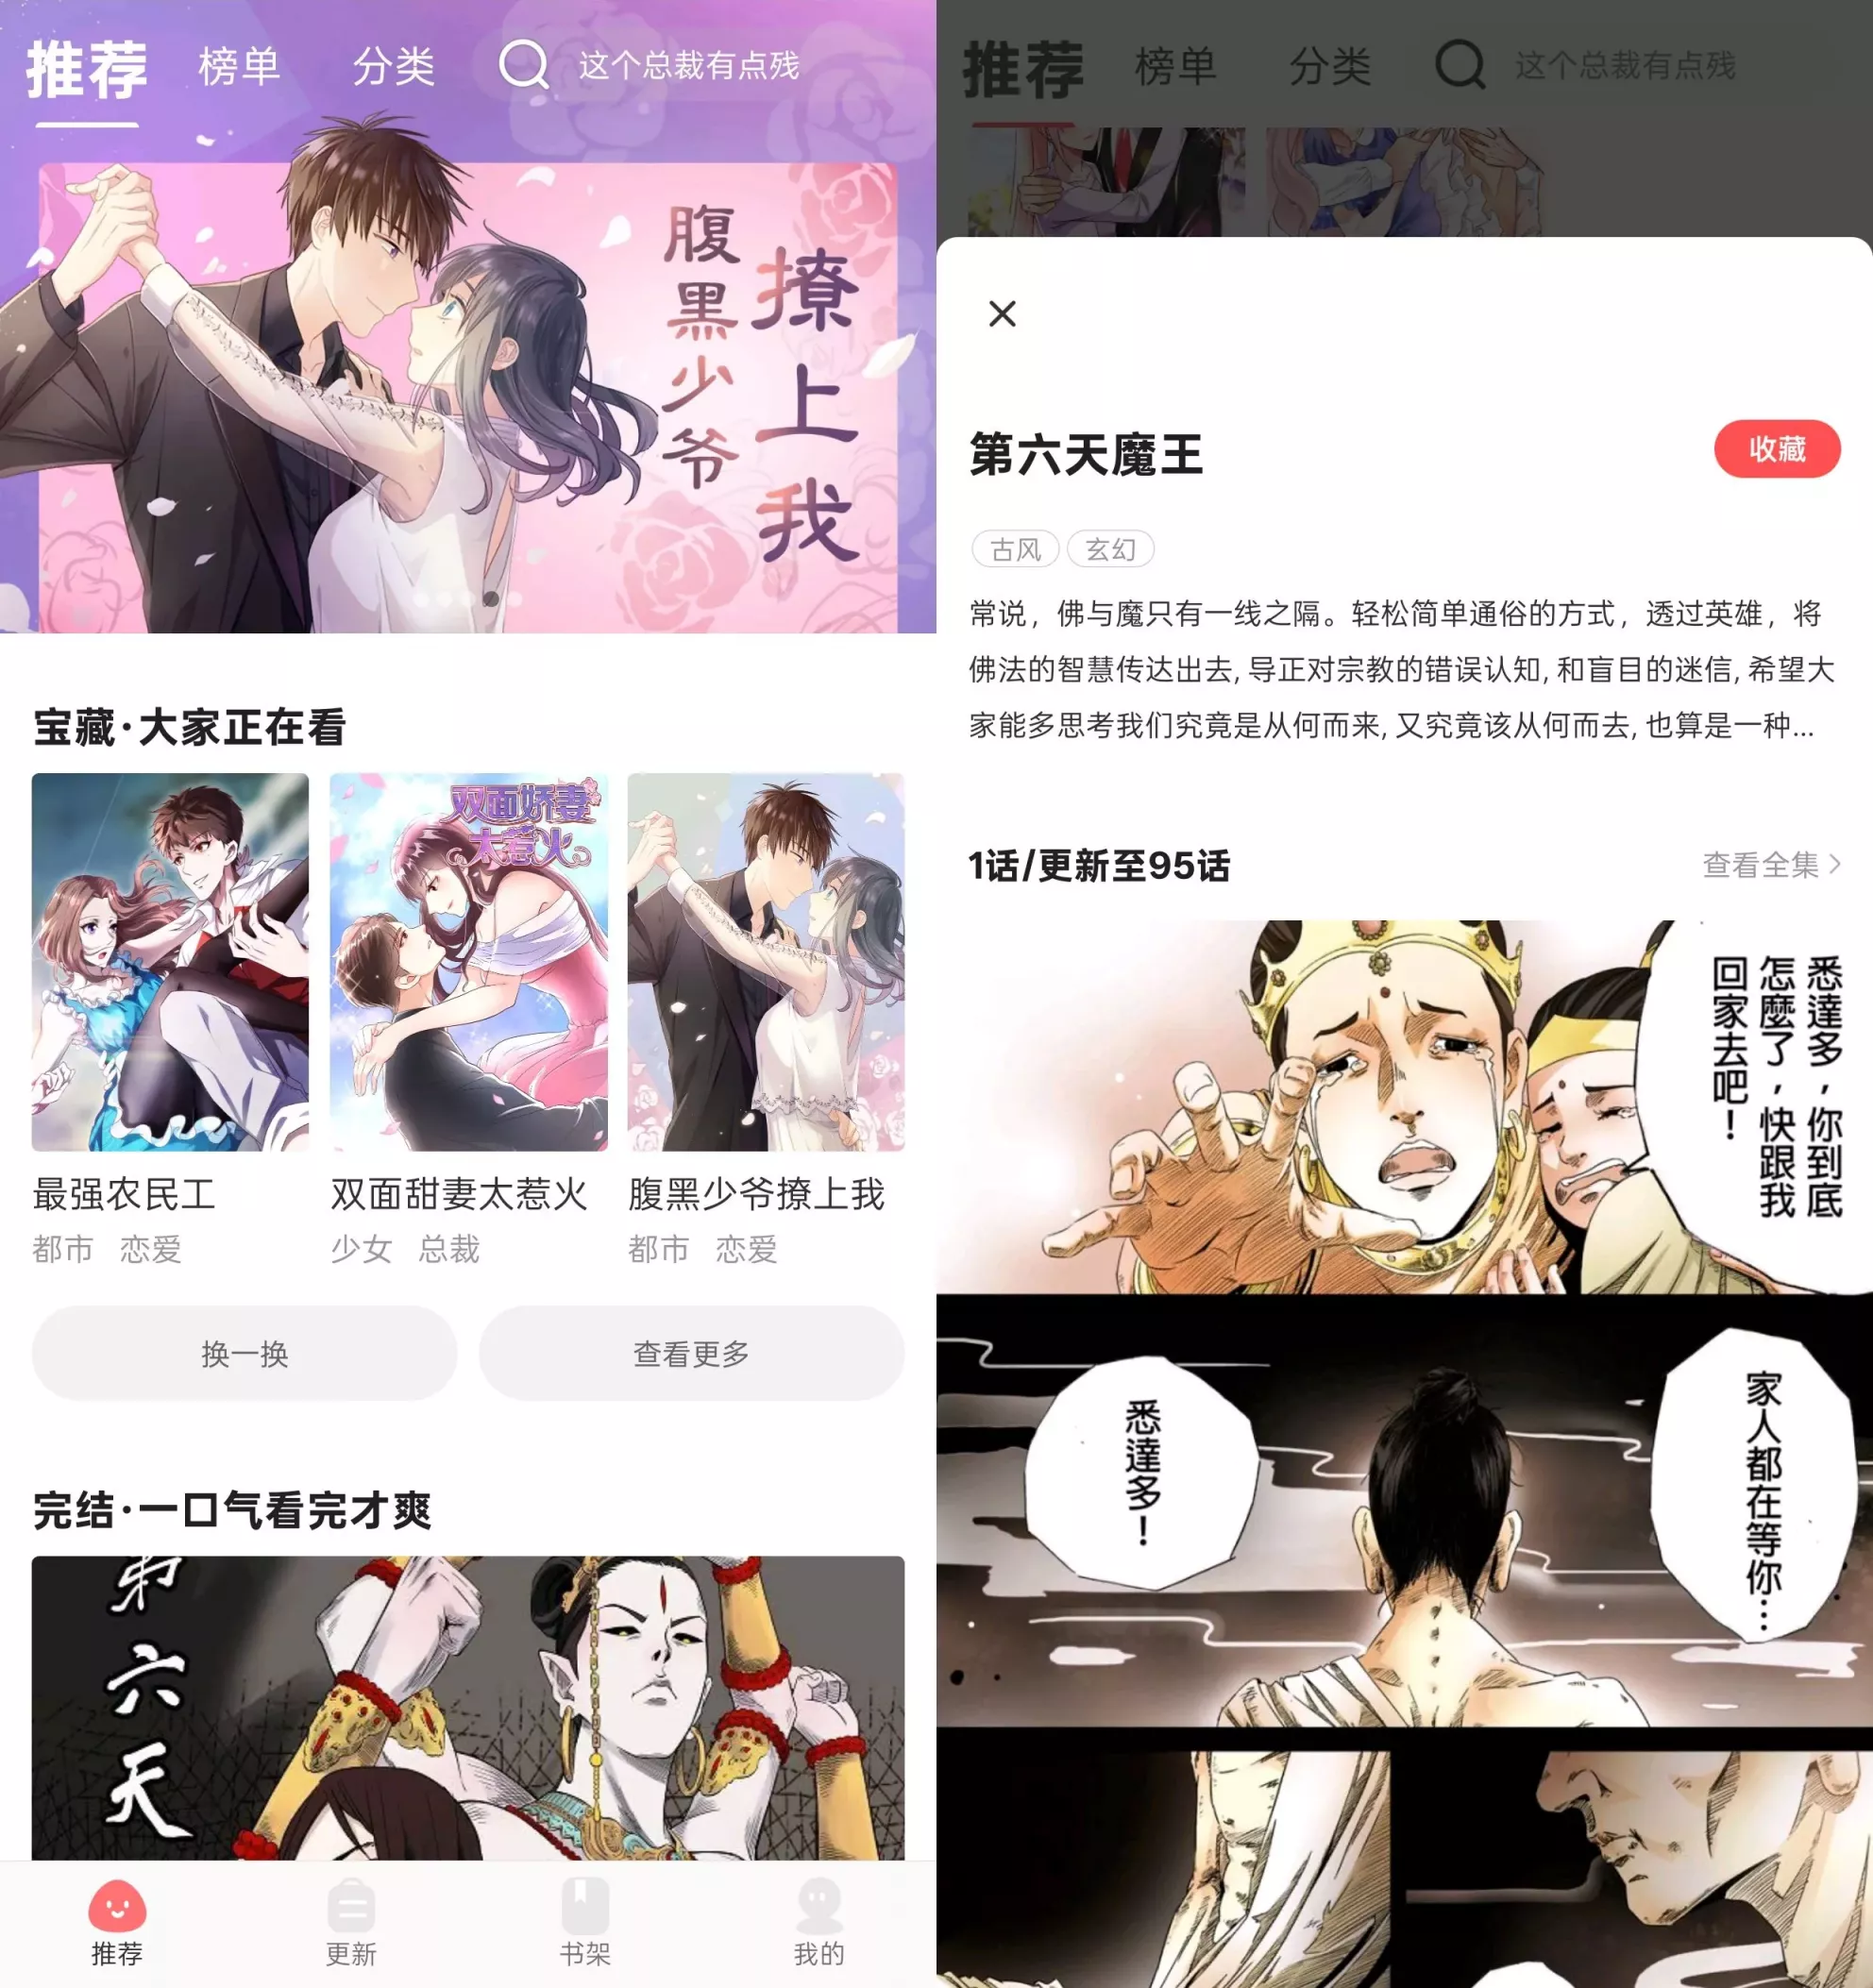 推荐 榜单 分类 这个总裁有点残
撩上我
腹黑少爷
宝藏·大家正在看
双面娇妻
太惹火
最强农民工 双面甜妻太惹火 腹黑少爷撩上我
都市 恋爱 少女 总裁 都市 恋爱
换一换 查看更多
完结·一口气看完才爽
第六天
推荐 更新 书架 我的
推荐 榜单 分类 这个总裁有点残
第六天魔王 收藏
古风 玄幻
常说，佛与魔只有一线之隔。轻松简单通俗的方式，透过英雄，将
佛法的智慧传达出去,导正对宗教的错误认知,和盲目的迷信,希望大
家能多思考我们究竟是从何而来,又究竟该从何而去,也算是一种...
1话/更新至95话 查看全集
悉達多，你到底
怎麼了，快跟我
回家去吧！
家人都在等你…
悉達多！